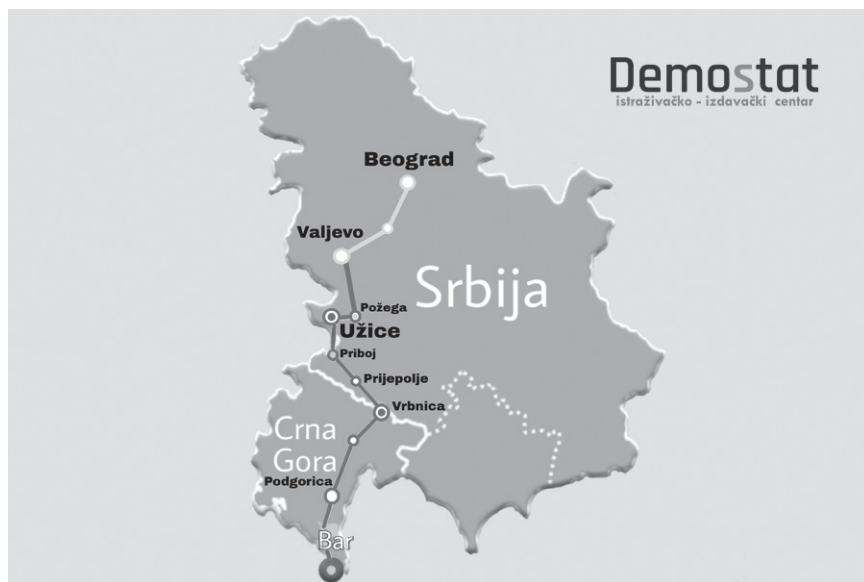 Demostat
istraživačko - izdavački centar
Beograd
Valjevo
Srbija
Požega
Užice
Priboj
Prijepolje
Vrbnica
Crna
Gora
Podgorica
Bar